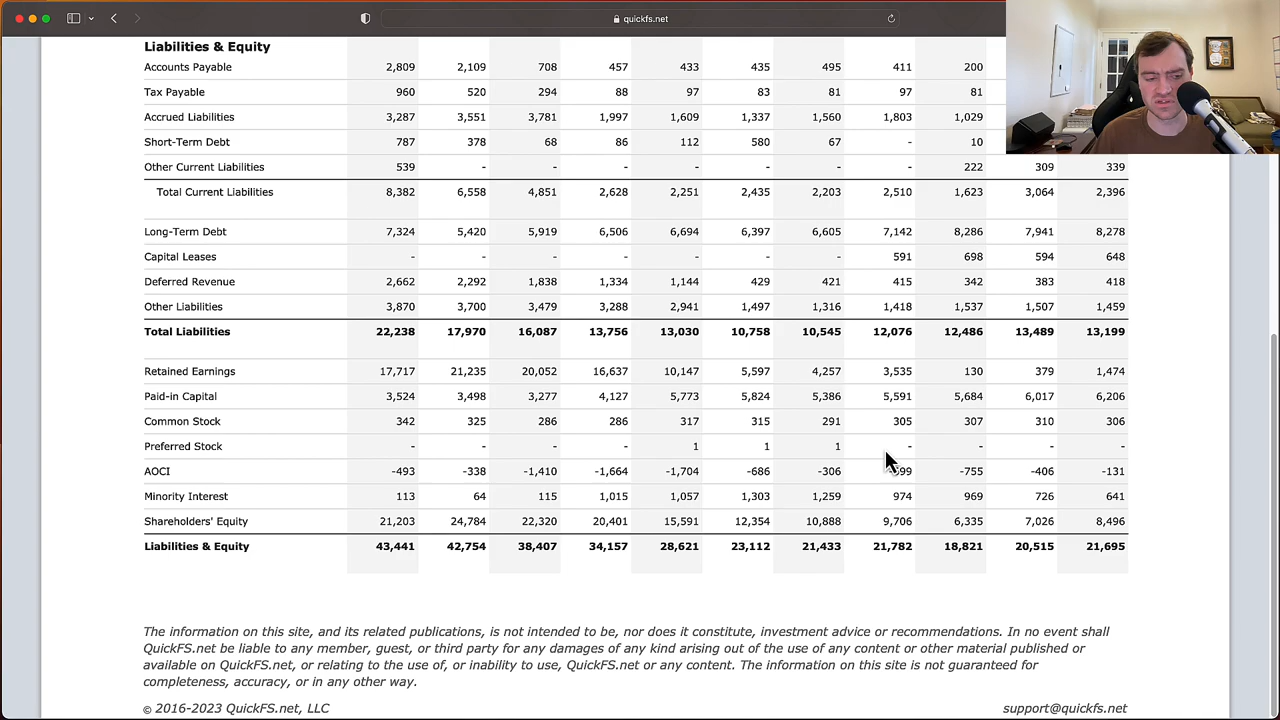 quickfs.net
Liabilities & Equity
Accounts Payable 2,809 2,109 708 457 433 435 495 411 200
Tax Payable 960 520 294 88 97 83 81 97 81
Accrued Liabilities 3,287 3,551 3,781 1,997 1,609 1,337 1,560 1,803 1,029
Short-Term Debt 787 378 68 86 112 580 67 - 10
Other Current Liabilities 539 - - - - - - - 222 309 339
Total Current Liabilities 8,382 6,558 4,851 2,628 2,251 2,435 2,203 2,510 1,623 3,064 2,396
Long-Term Debt 7,324 5,420 5,919 6,506 6,694 6,397 6,605 7,142 8,286 7,941 8,278
Capital Leases - - - - - - - 591 698 594 648
Deferred Revenue 2,662 2,292 1,838 1,334 1,144 429 421 415 342 383 418
Other Liabilities 3,870 3,700 3,479 3,288 2,941 1,497 1,316 1,418 1,537 1,507 1,459
Total Liabilities 22,238 17,970 16,087 13,756 13,030 10,758 10,545 12,076 12,486 13,489 13,199
Retained Earnings 17,717 21,235 20,052 16,637 10,147 5,597 4,257 3,535 130 379 1,474
Paid-in Capital 3,524 3,498 3,277 4,127 5,773 5,824 5,386 5,591 5,684 6,017 6,206
Common Stock 342 325 286 286 317 315 291 305 307 310 306
Preferred Stock - - - - 1 1 1 - - - -
AOCI -493 -338 -1,410 -1,664 -1,704 -686 -306 -755 -406 -131
Minority Interest 113 64 115 1,015 1,057 1,303 1,259 974 969 726 641
Shareholders' Equity 21,203 24,784 22,320 20,401 15,591 12,354 10,888 9,706 6,335 7,026 8,496
Liabilities & Equity 43,441 42,754 38,407 34,157 28,621 23,112 21,433 21,782 18,821 20,515 21,695
The information on this site, and its related publications, is not intended to be, nor does it constitute, investment advice or recommendations. In no event shall
QuickFS.net be liable to any member, guest, or third party for any damages of any kind arising out of the use of any content or other material published or
available on QuickFS.net, or relating to the use of, or inability to use, QuickFS.net or any content. The information on this site is not guaranteed for
completeness, accuracy, or in any other way.
© 2016-2023 QuickFS.net, LLC support@quickfs.net